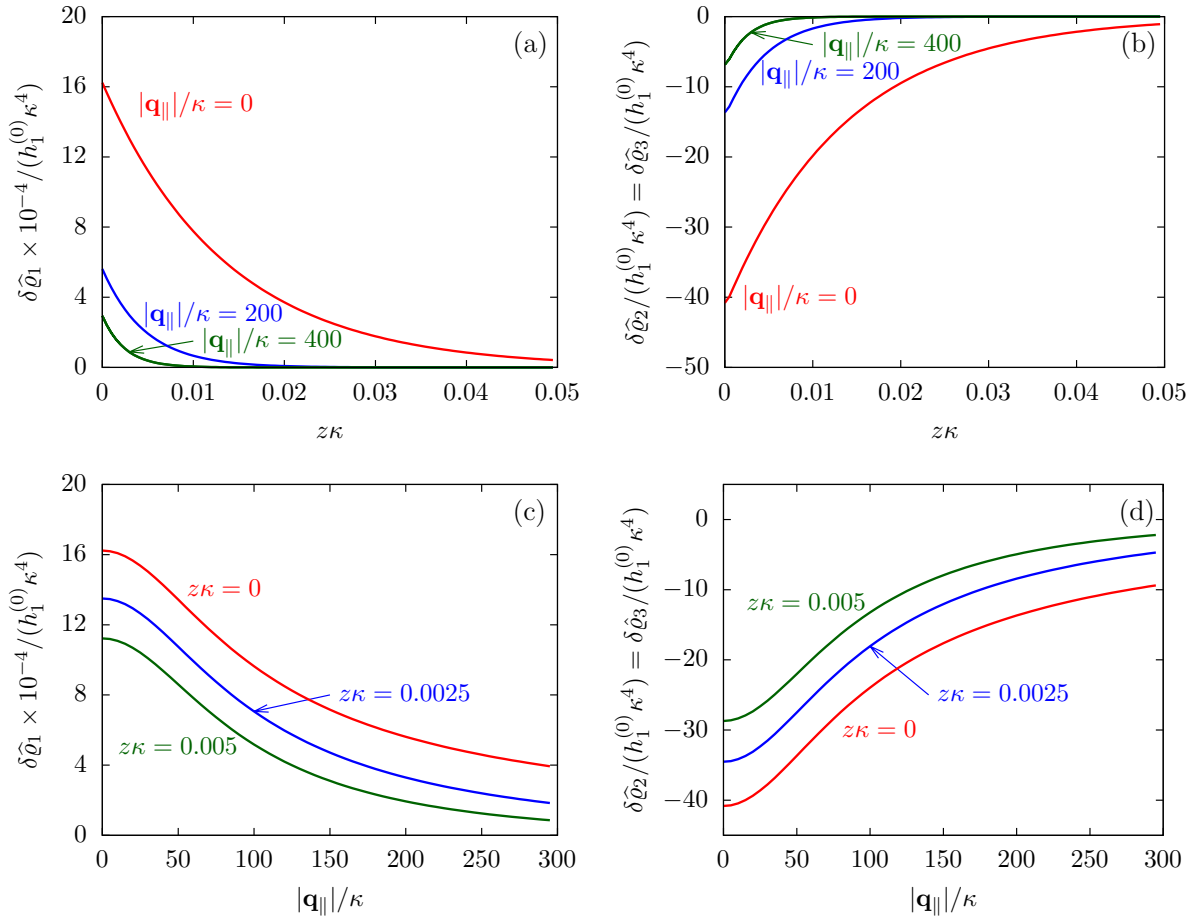 (a)
δϱ̂₁ × 10⁻⁴/(h₁⁽⁰⁾κ⁴)
20
16
12
8
4
0
|q∥|/κ = 0
|q∥|/κ = 200
|q∥|/κ = 400
0 0.01 0.02 0.03 0.04 0.05
zκ
(b)
δϱ̂₂/(h₁⁽⁰⁾κ⁴) = δϱ̂₃/(h₁⁽⁰⁾κ⁴)
0
−10
−20
−30
−40
−50
|q∥|/κ = 400
|q∥|/κ = 200
|q∥|/κ = 0
0 0.01 0.02 0.03 0.04 0.05
zκ
(c)
δϱ̂₁ × 10⁻⁴/(h₁⁽⁰⁾κ⁴)
20
16
12
8
4
0
zκ = 0
zκ = 0.0025
zκ = 0.005
0 50 100 150 200 250 300
|q∥|/κ
(d)
δϱ̂₂/(h₁⁽⁰⁾κ⁴) = δϱ̂₃/(h₁⁽⁰⁾κ⁴)
0
−10
−20
−30
−40
zκ = 0.005
zκ = 0.0025
zκ = 0
0 50 100 150 200 250 300
|q∥|/κ